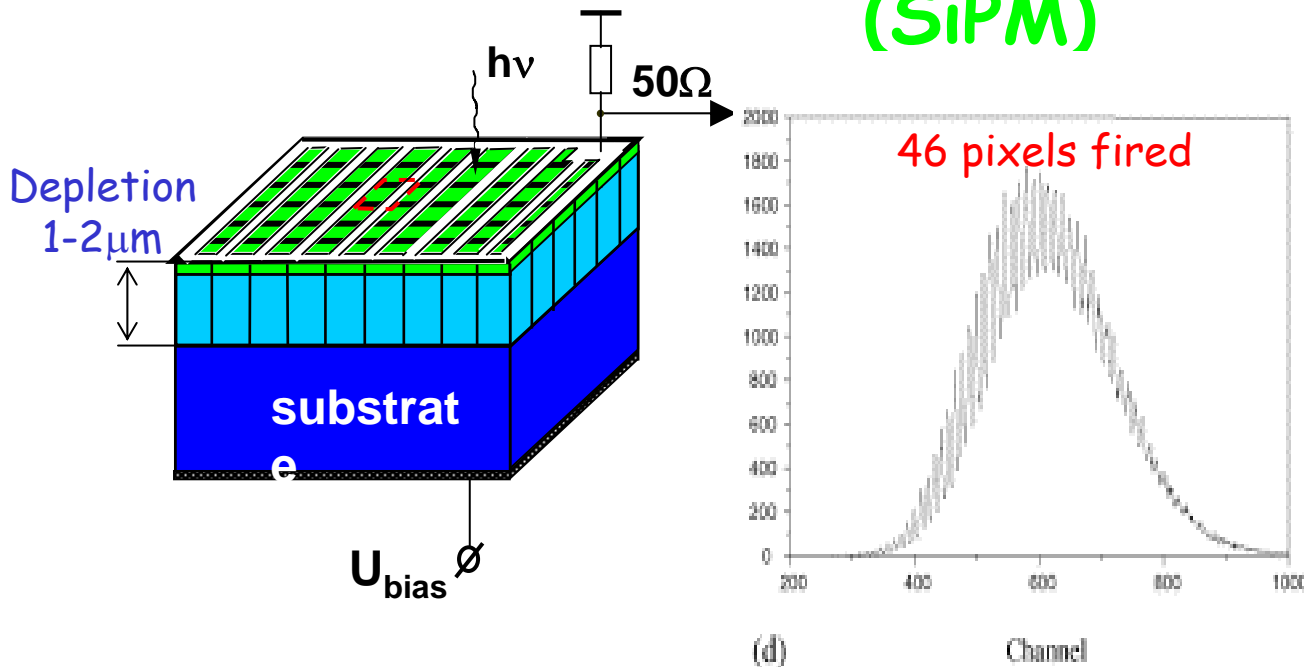 (SiPM)
hν
50Ω
Depletion
1-2μm
substrat
e
U bias
46 pixels fired
2000
1800
1600
1400
1200
1000
800
600
400
200
0
200 400 600 800 1000
(d) Channel